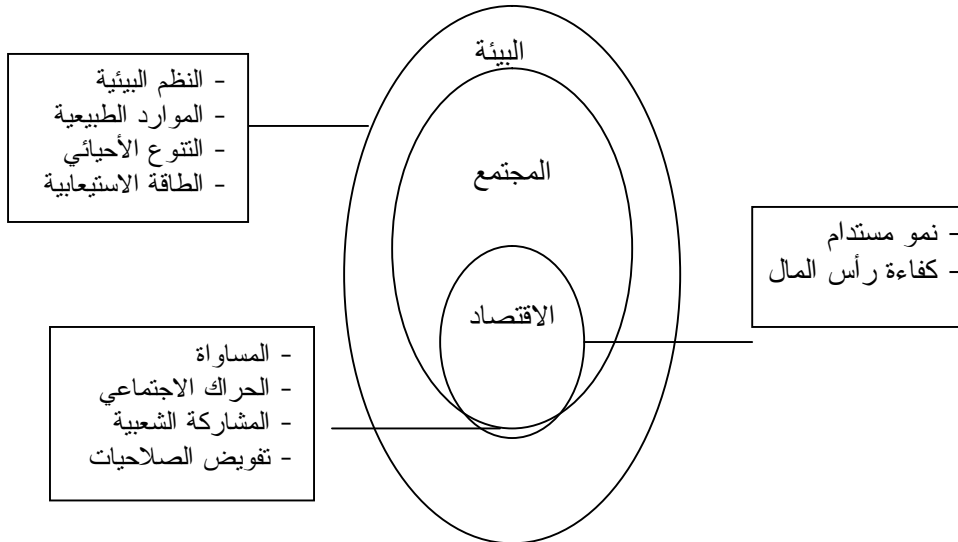 البيئة
- النظم البيئية
- الموارد الطبيعية
- التنوع الأحيائي
- الطاقة الاستيعابية
المجتمع
- نمو مستدام
- كفاءة رأس المال
الاقتصاد
- المساواة
- الحراك الاجتماعي
- المشاركة الشعبية
- تفويض الصلاحيات